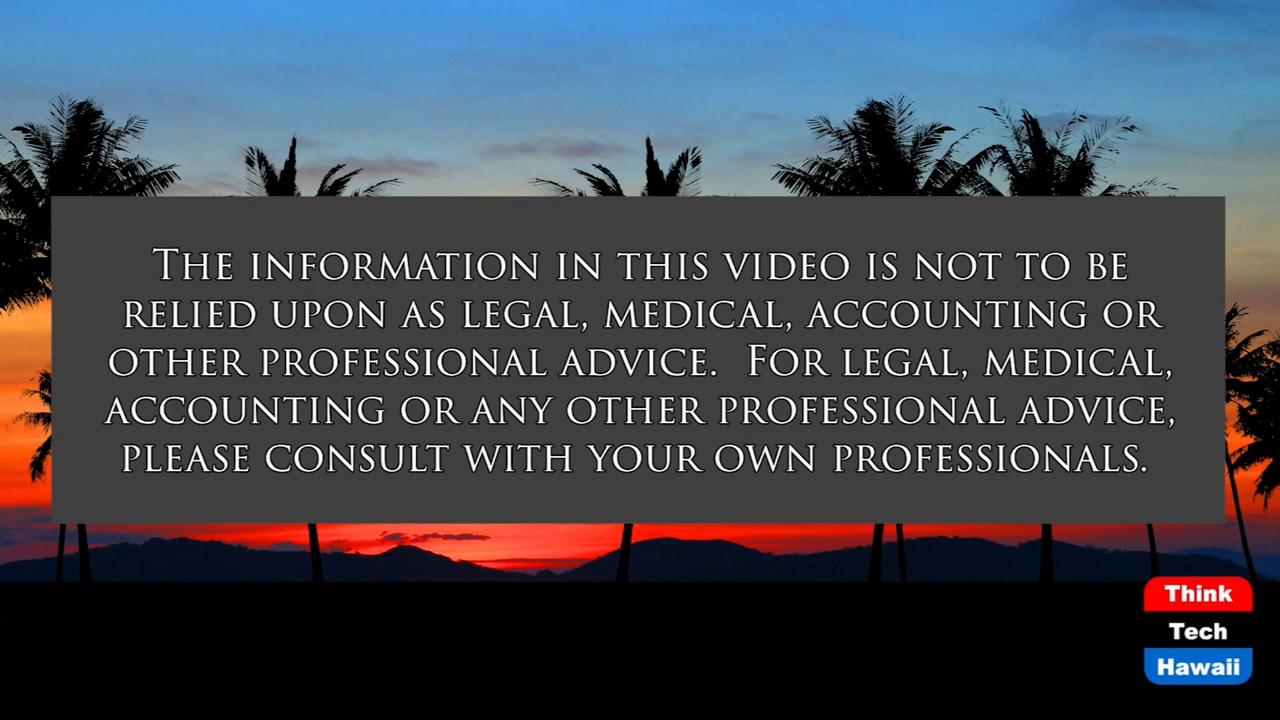 The information in this video is not to be
relied upon as legal, medical, accounting or
other professional advice.  For legal, medical,
accounting or any other professional advice,
please consult with your own professionals.
Think
Tech
Hawaii